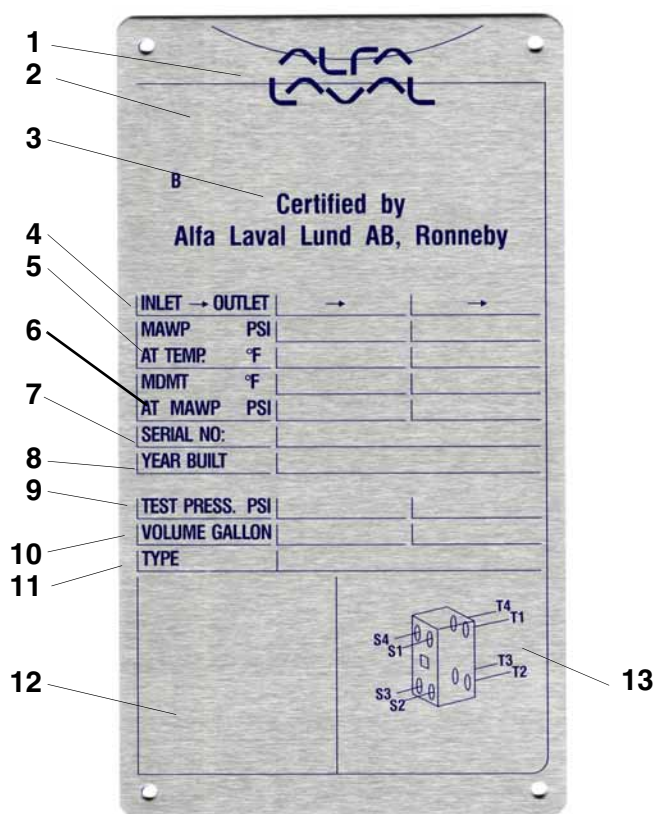 1
ALFA
2
LAVAL
3
B
Certified by
4
Alfa Laval Lund AB, Ronneby
5
INLET → OUTLET → →
6
MAWP PSI
AT TEMP. °F
7
MDMT °F
AT MAWP PSI
8
SERIAL NO:
YEAR BUILT
9
TEST PRESS. PSI
10
VOLUME GALLON
11
TYPE
T4
S4 T1
S1
12
T3 13
S3 T2
S2